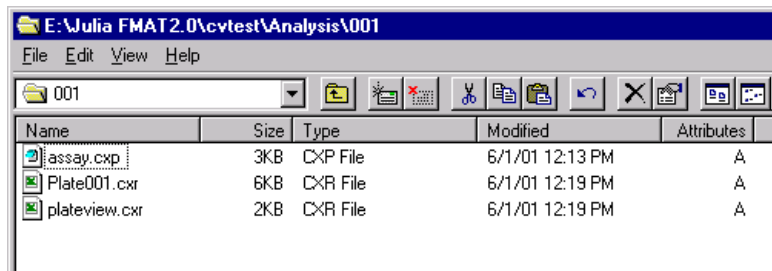 E:\Julia FMAT2.0\cvtest\Analysis\001
File Edit View Help
001
Name Size Type Modified Attributes
assay.cxp 3KB CXP File 6/1/01 12:13 PM A
Plate001.cxr 6KB CXR File 6/1/01 12:19 PM A
plateview.cxr 2KB CXR File 6/1/01 12:19 PM A